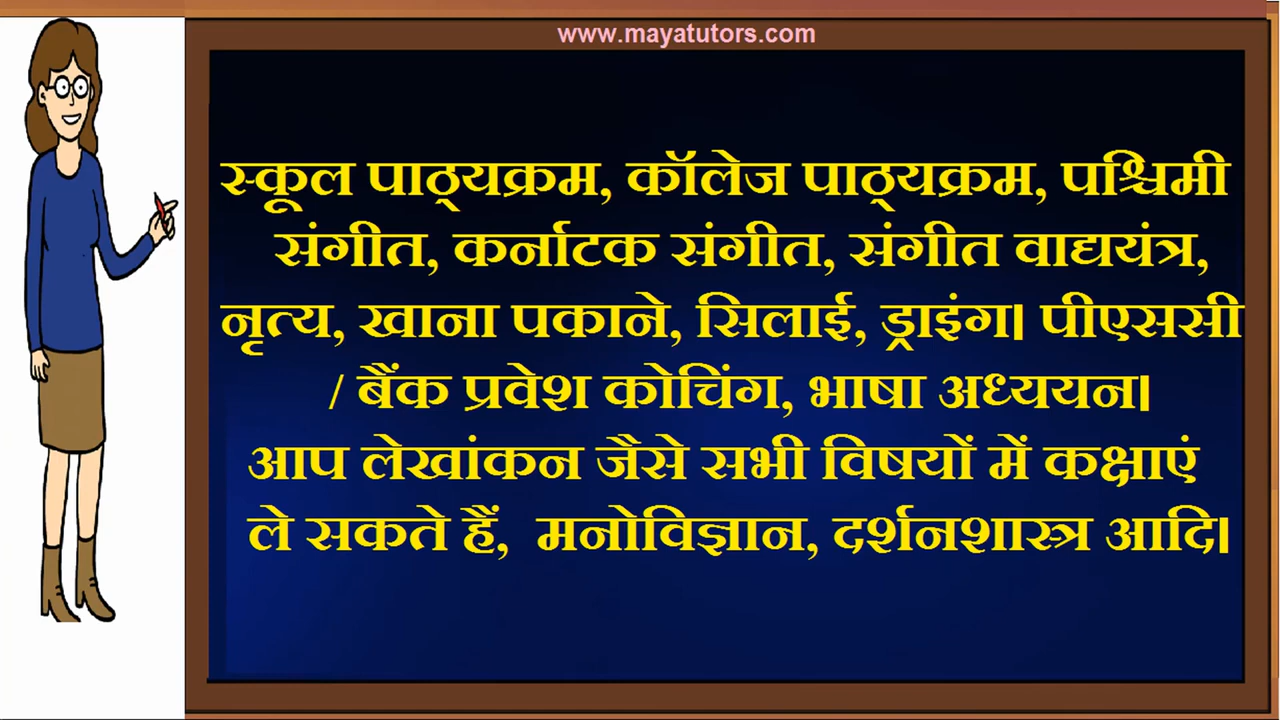 www.mayatutors.com
स्कूल पाठ्यक्रम, कॉलेज पाठ्यक्रम, पश्चिमी
संगीत, कर्नाटक संगीत, संगीत वाद्ययंत्र,
नृत्य, खाना पकाने, सिलाई, ड्राइंग। पीएससी
/ बैंक प्रवेश कोचिंग, भाषा अध्ययन।
आप लेखांकन जैसे सभी विषयों में कक्षाएं
ले सकते हैं, मनोविज्ञान, दर्शनशास्त्र आदि।